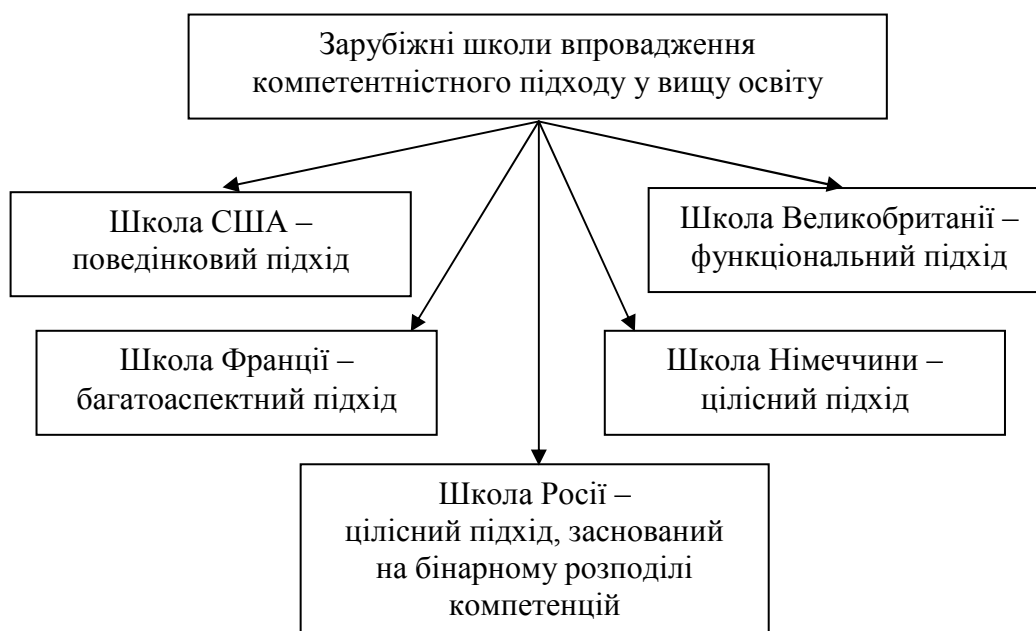 Зарубіжні школи впровадження
компетентністного підходу у вищу освіту
Школа США –
поведінковий підхід
Школа Великобританії –
функціональний підхід
Школа Франції –
багатоаспектний підхід
Школа Німеччини –
цілісний підхід
Школа Росії –
цілісний підхід, заснований
на бінарному розподілі
компетенцій